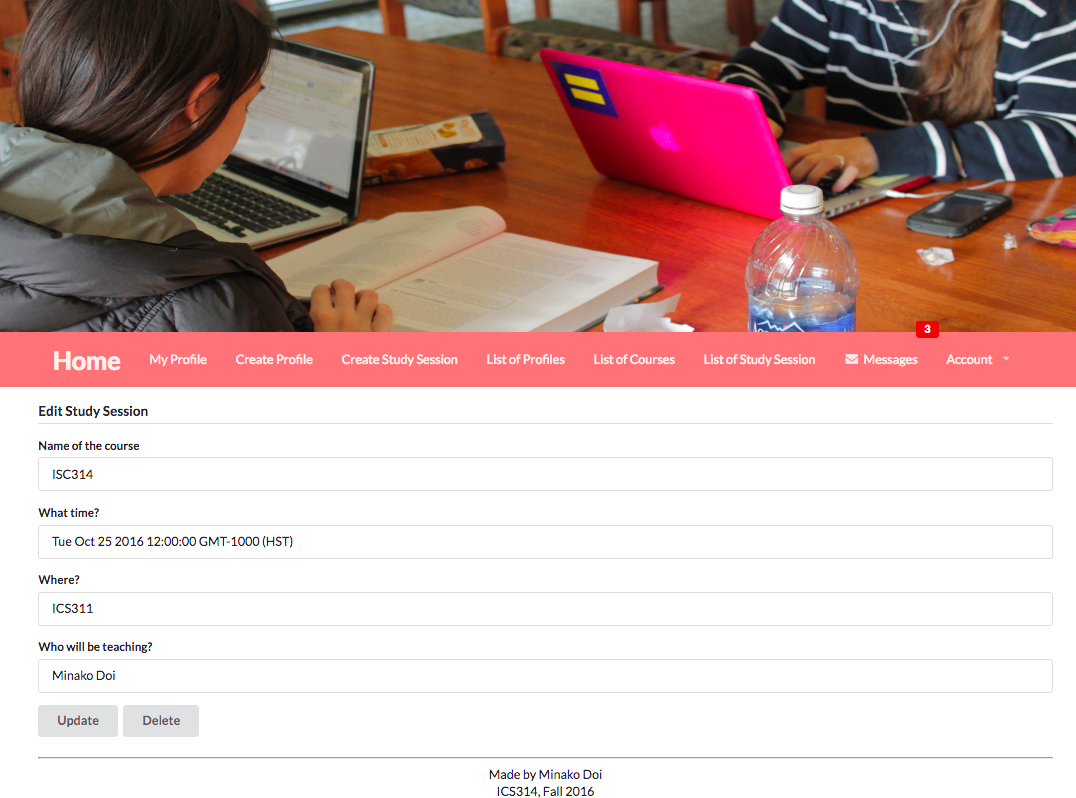 3
Home My Profile Create Profile Create Study Session List of Profiles List of Courses List of Study Session Messages Account
Edit Study Session
Name of the course
ISC314
What time?
Tue Oct 25 2016 12:00:00 GMT-1000 (HST)
Where?
ICS311
Who will be teaching?
Minako Doi
Update Delete
Made by Minako Doi
ICS314, Fall 2016